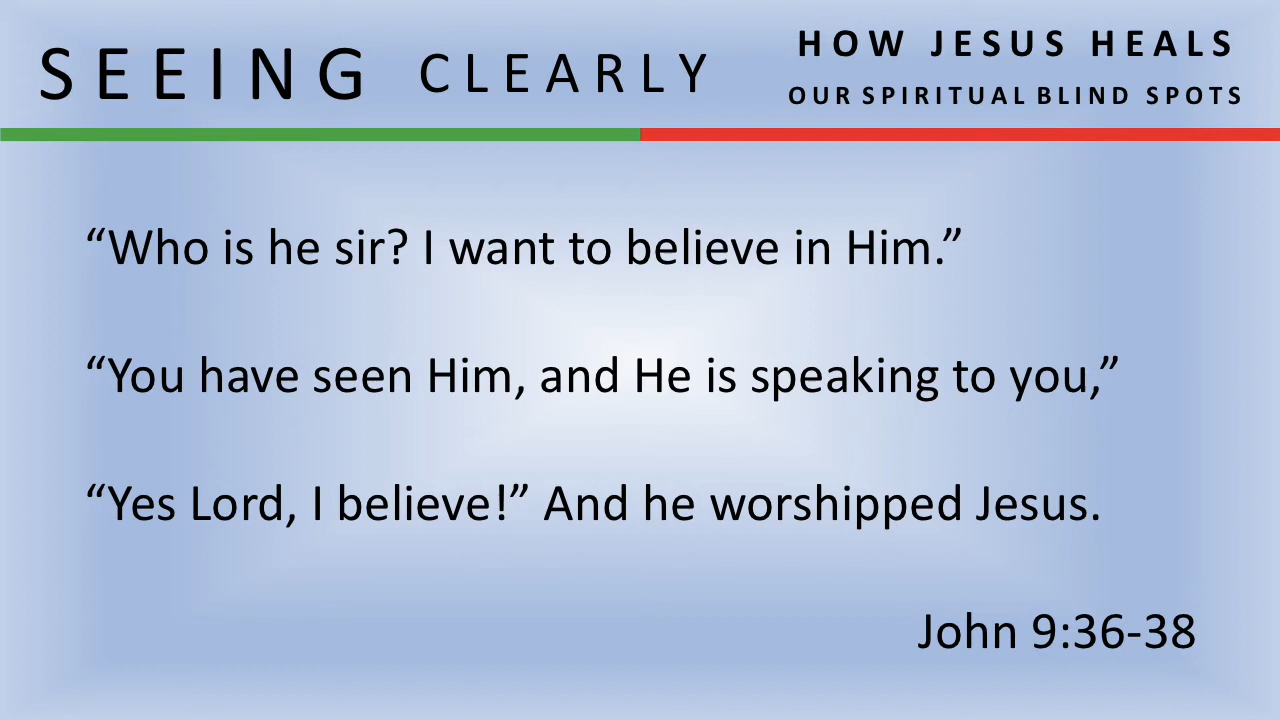 SEEING CLEARLY
HOW JESUS HEALS
OUR SPIRITUAL BLIND SPOTS
“Who is he sir? I want to believe in Him.”
“You have seen Him, and He is speaking to you,”
“Yes Lord, I believe!” And he worshipped Jesus.
John 9:36-38